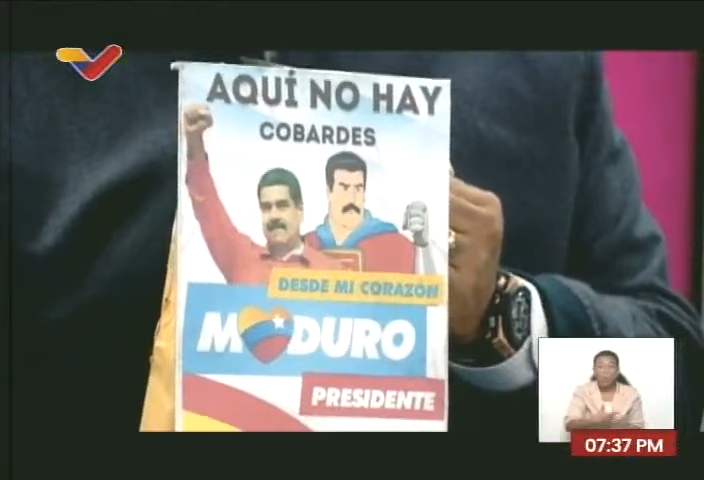 AQUÍ NO HAY
COBARDES
DESDE MI CORAZÓN
MADURO
PRESIDENTE
07:37 PM